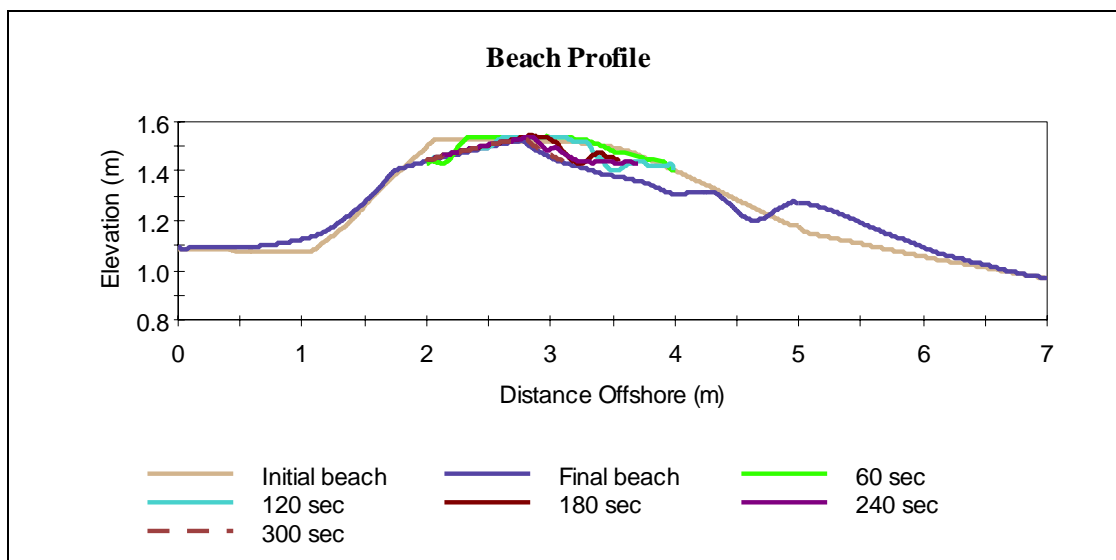 Beach Profile
1.6
1.4
1.2
1.0
0.8
Elevation (m)
0 1 2 3 4 5 6 7
Distance Offshore (m)
Initial beach Final beach 60 sec
120 sec 180 sec 240 sec
300 sec